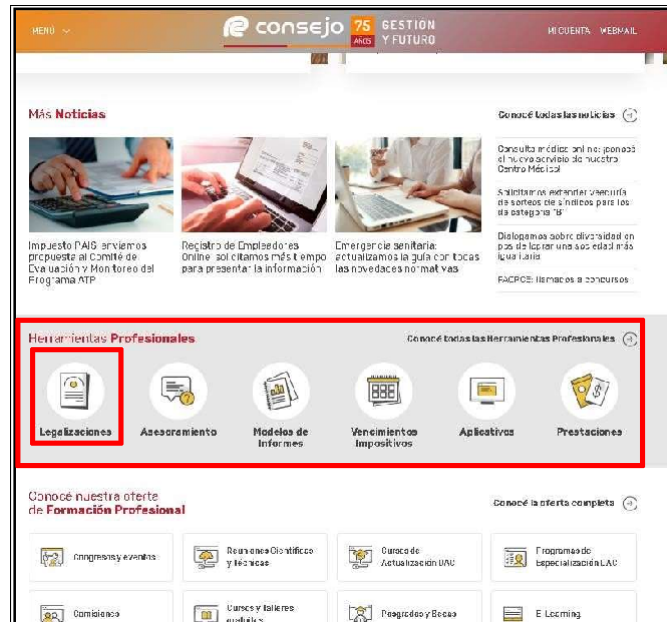 MENÚ
consejo 75 AÑOS GESTIÓN Y FUTURO
MI CUENTA WEBMAIL
Más Noticias
Conocé todas las noticias
Impuesto PAIS: enviamos
propuesta al Comité de
Evaluación y Monitoreo del
Programa ATP
Registro de Empleadores
Online: solicitamos más tiempo
para presentar la información
Emergencia sanitaria:
actualizamos la guía con todas
las novedades normativas
Consulta médica online: ¡conocé
el nuevo servicio de nuestro
Centro Médico!
Solicitamos extender veeduría
de sorteos de síndicos para los
de categoría "B"
Dialogamos sobre diversidad en
pos de lograr una sociedad más
igualitaria
FACPCE: llamados a concursos
Herramientas Profesionales
Conocé todas las Herramientas Profesionales
Legalizaciones
Asesoramiento
Modelos de
Informes
Vencimientos
Impositivos
Aplicativos
Prestaciones
Conocé nuestra oferta
de Formación Profesional
Conocé la oferta completa
Congresos y eventos
Reuniones Científicas
y Técnicas
Cursos de
Actualización
Programas de
Especialización
Comisiones
Cursos y Talleres
gratuitos
Posgrados y Becas
E-Learning